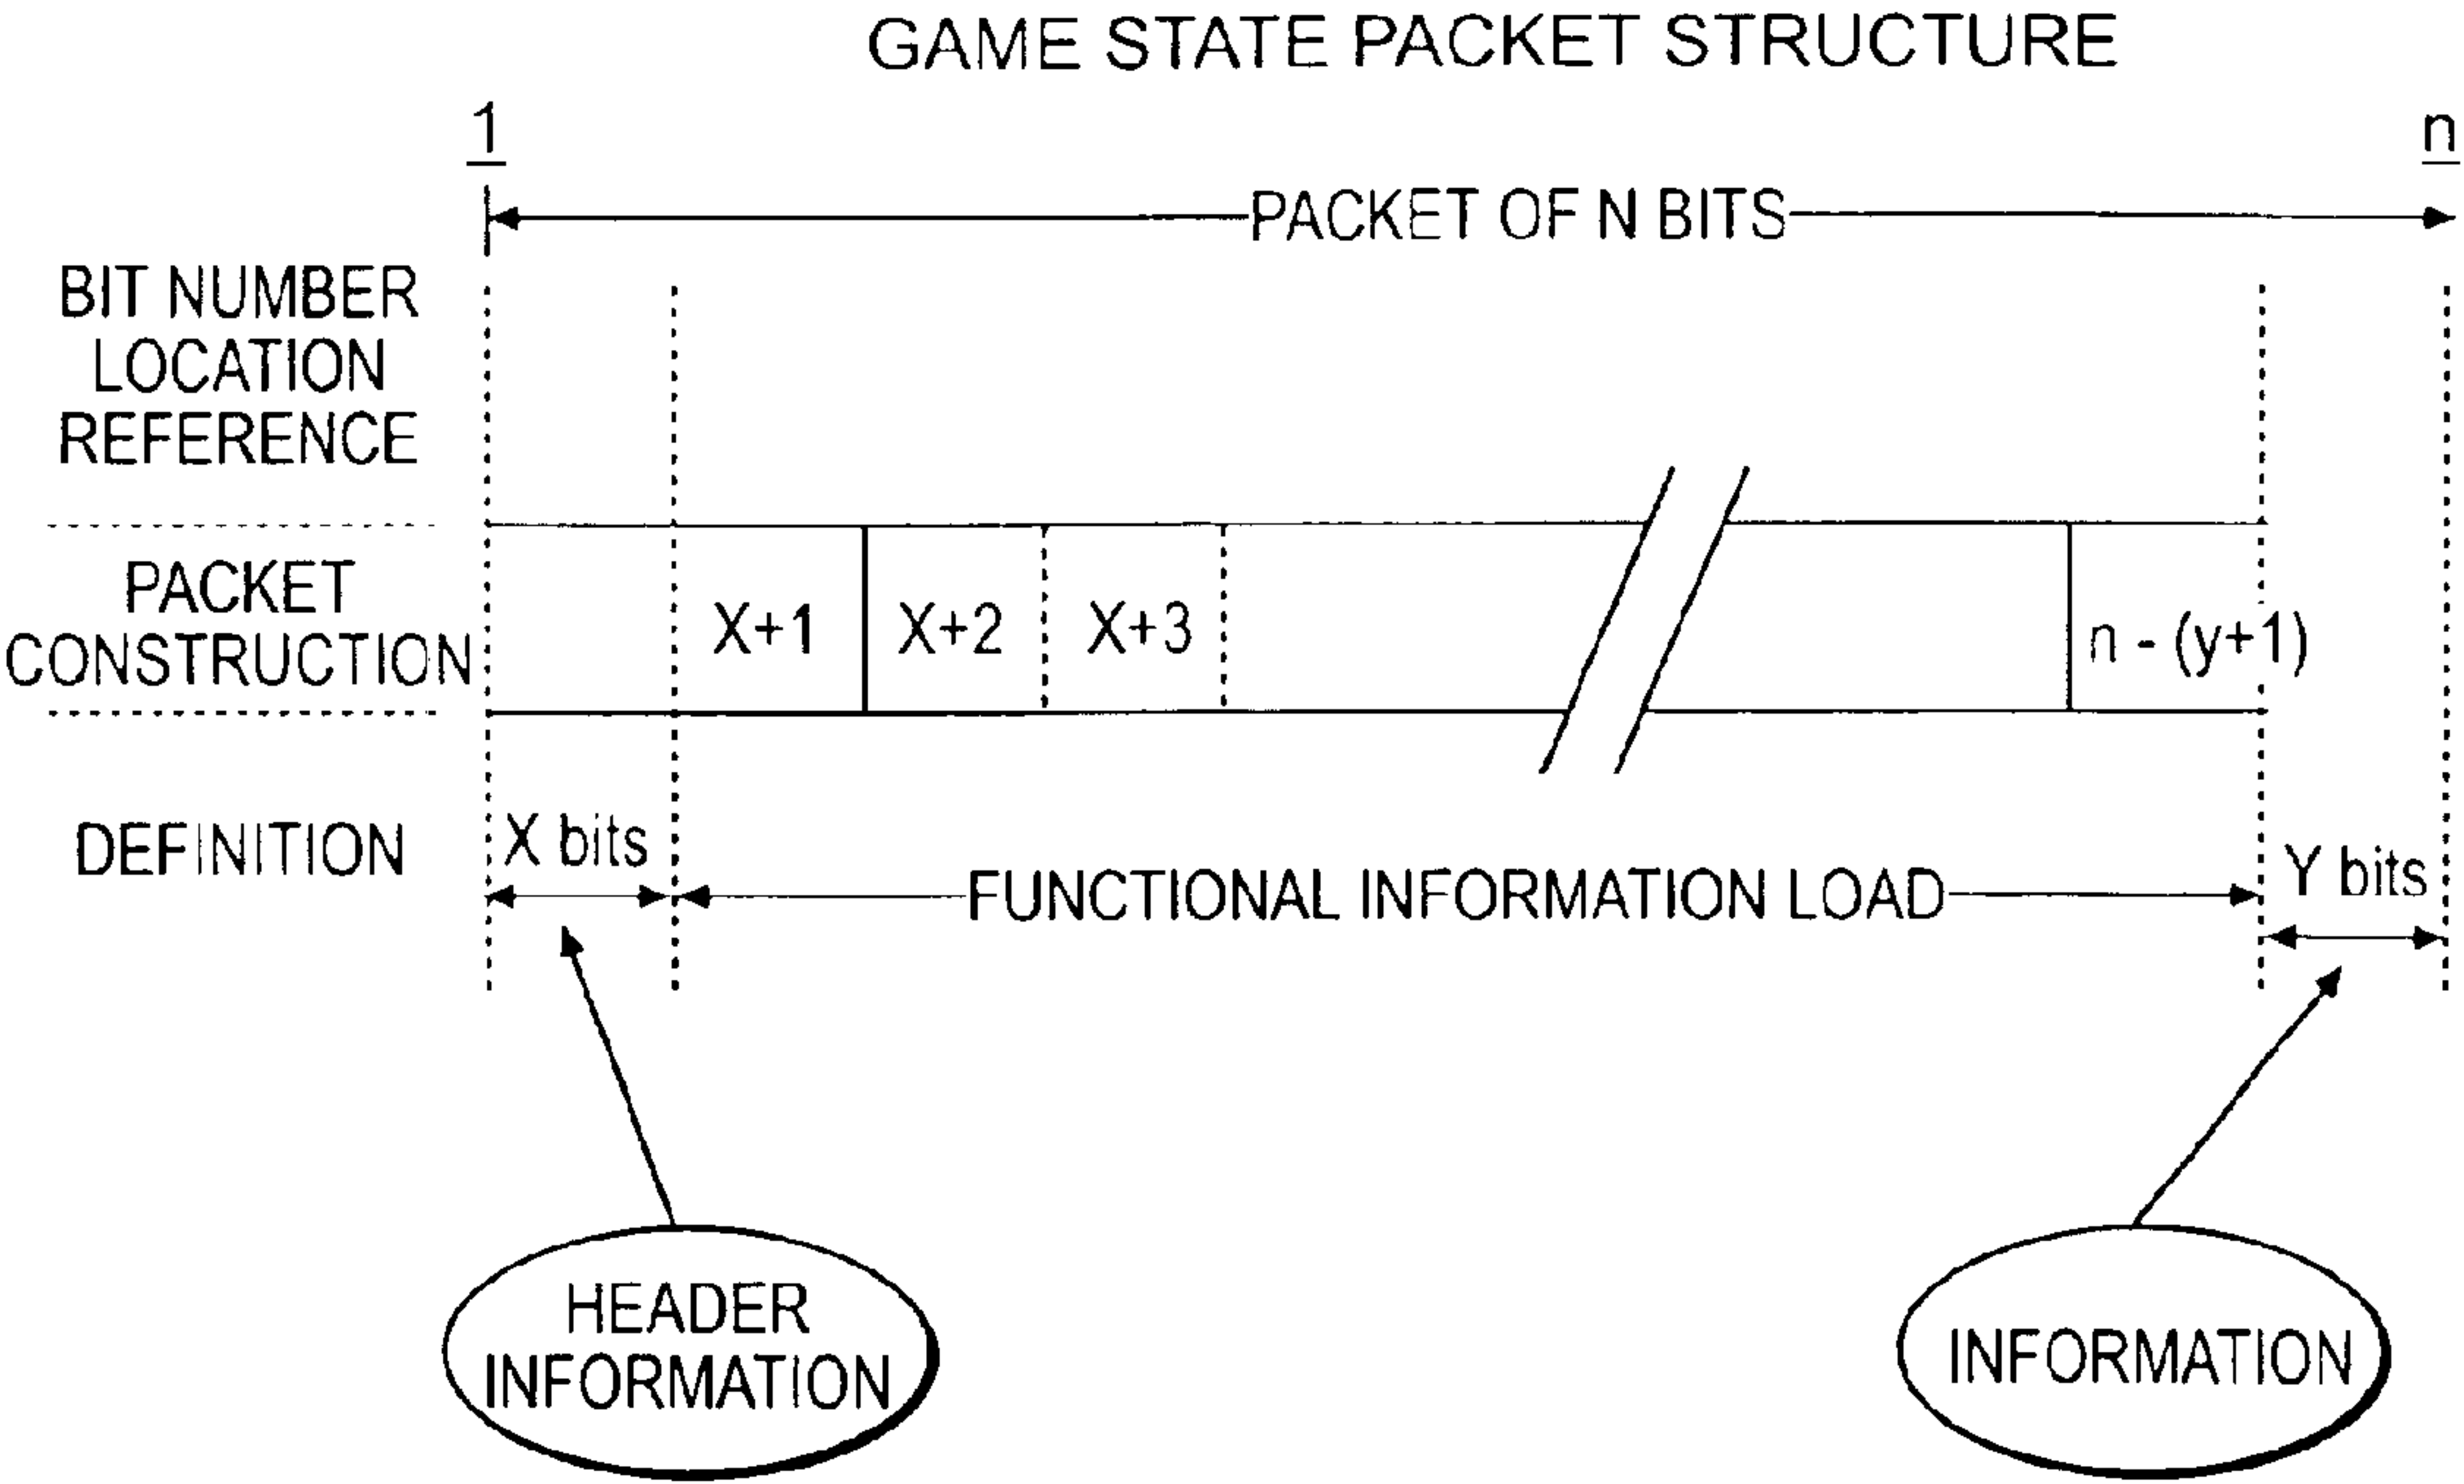 GAME STATE PACKET STRUCTURE
1
n
PACKET OF N BITS
BIT NUMBER
LOCATION
REFERENCE
PACKET
CONSTRUCTION
X+1
X+2
X+3
n - (y+1)
DEFINITION
X bits
FUNCTIONAL INFORMATION LOAD
Y bits
HEADER
INFORMATION
INFORMATION